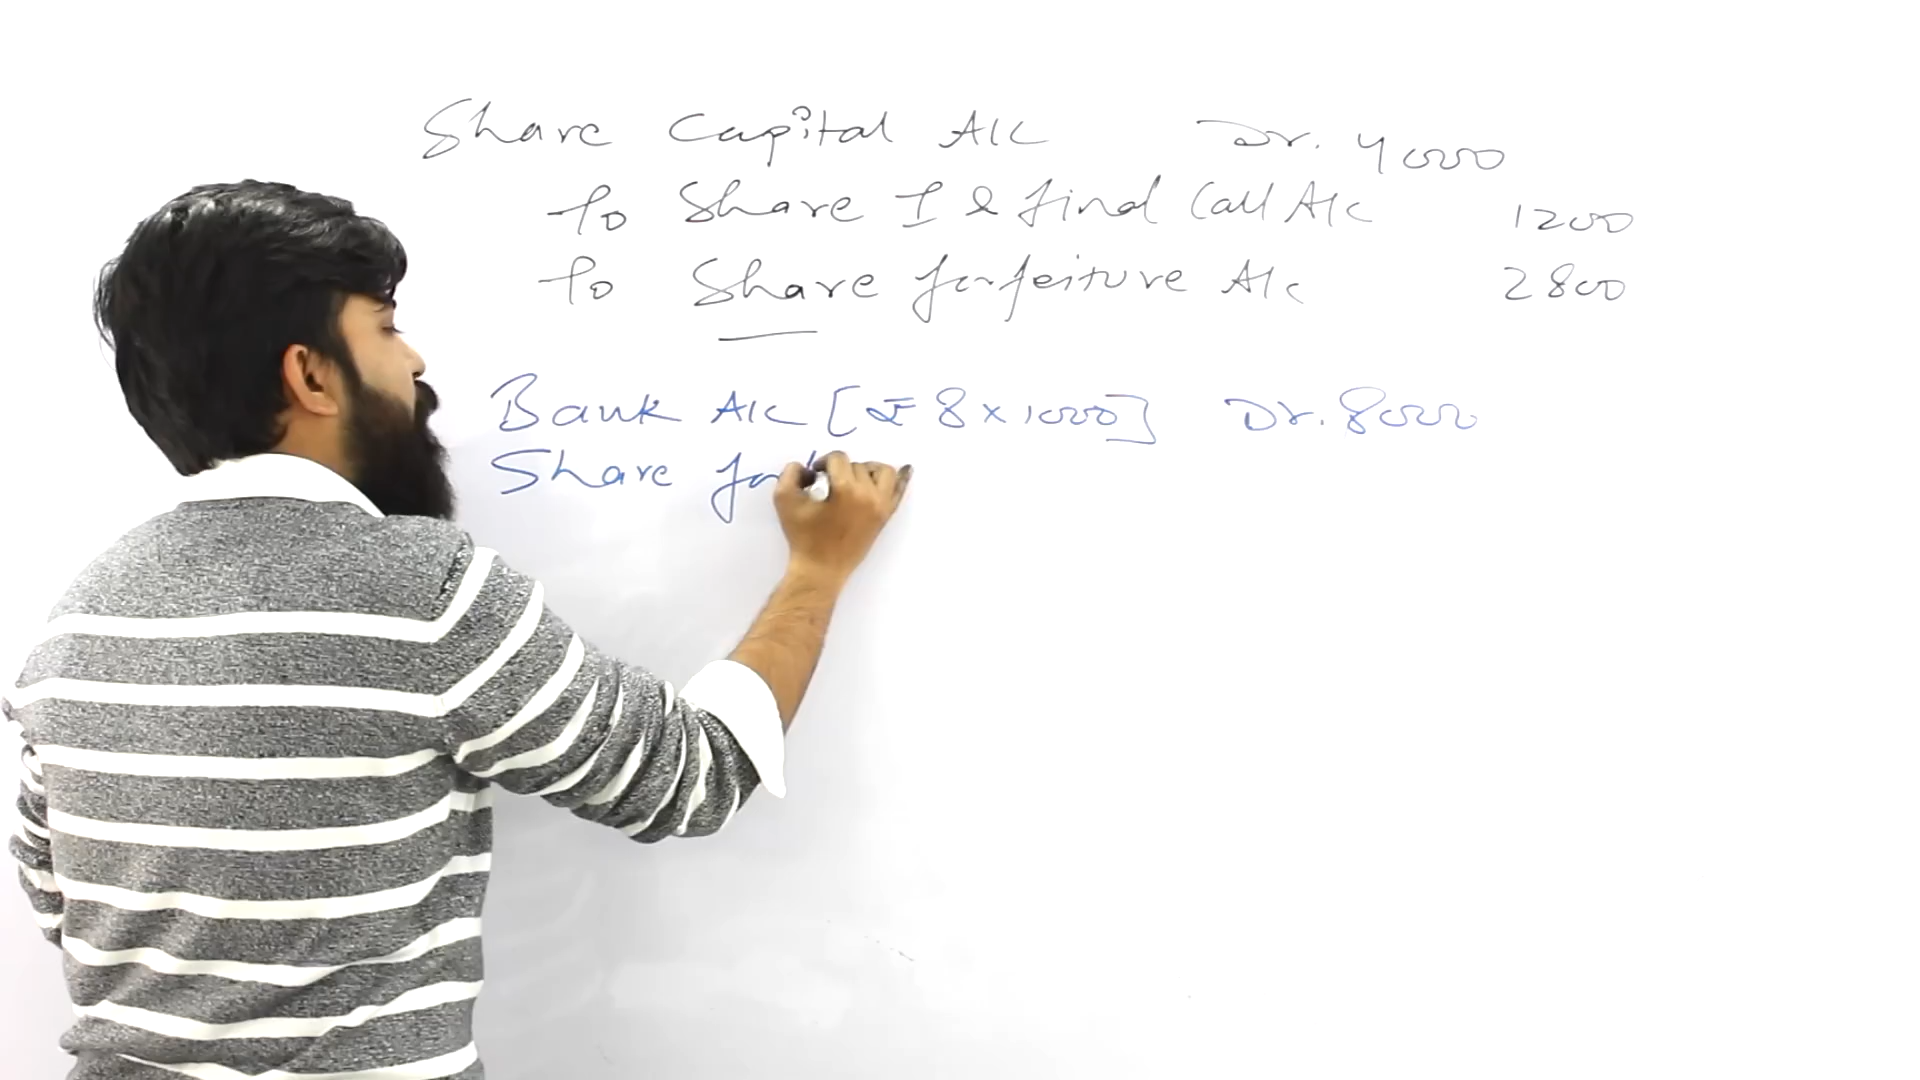 Share Capital A/c Dr. 4000
To Share I & final Call A/c 1200
To Share forfeiture A/c 2800
Bank A/c [₹ 8 × 1000] Dr. 8000
Share